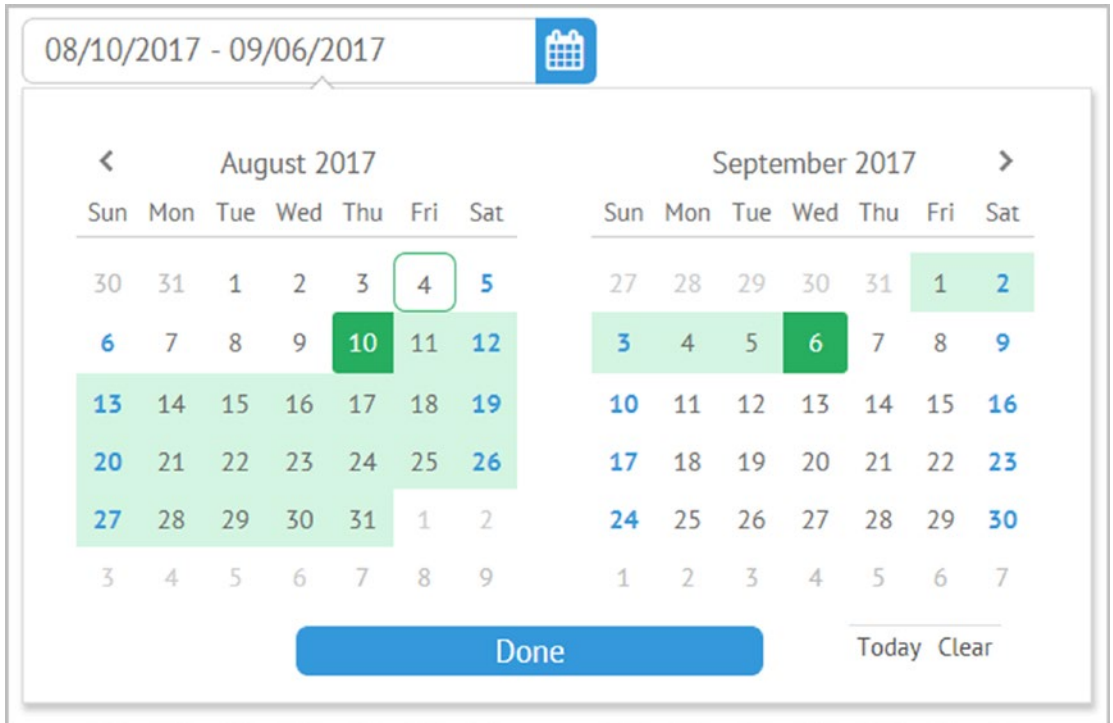 08/10/2017 - 09/06/2017
August 2017
Sun Mon Tue Wed Thu Fri Sat
30 31 1 2 3 4 5
6 7 8 9 10 11 12
13 14 15 16 17 18 19
20 21 22 23 24 25 26
27 28 29 30 31 1 2
3 4 5 6 7 8 9
September 2017
Sun Mon Tue Wed Thu Fri Sat
27 28 29 30 31 1 2
3 4 5 6 7 8 9
10 11 12 13 14 15 16
17 18 19 20 21 22 23
24 25 26 27 28 29 30
1 2 3 4 5 6 7
Done
Today Clear